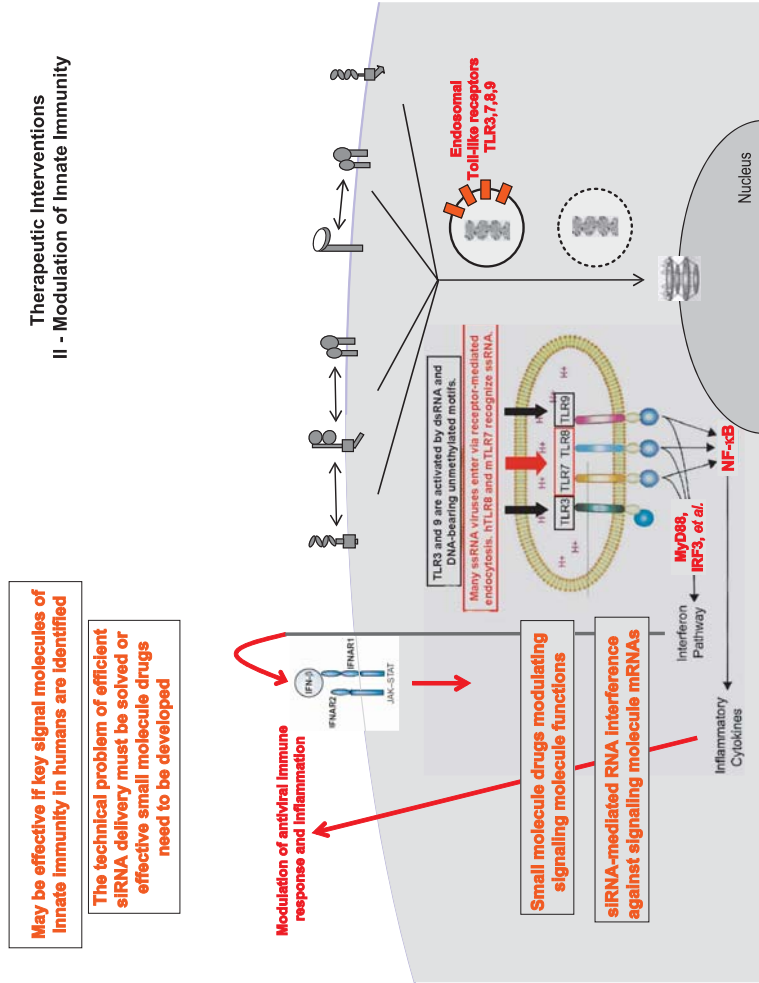 Therapeutic Interventions
II - Modulation of Innate Immunity
May be effective if key signal molecules of
innate immunity in humans are identified
The technical problem of efficient
siRNA delivery must be solved or
effective small molecule drugs
need to be developed
IFN-β
IFNAR2
IFNAR1
JAK-STAT
Modulation of antiviral immune
response and inflammation
Endosomal
Toll-like receptors
TLR3,7,8,9
TLR3 and 9 are activated by dsRNA and
DNA-bearing unmethylated motifs.
Many ssRNA viruses enter via receptor-mediated
endocytosis. hTLR8 and mTLR7 recognize ssRNA.
H+ H+ H+ H+ H+
H+ H+ H+
TLR3 TLR7 TLR8 TLR9
Small molecule drugs modulating
signaling molecule functions
siRNA-mediated RNA interference
against signaling molecule mRNAs
Interferon
Pathway
MyD88,
IRF3, et al.
NF-κB
Inflammatory
Cytokines
Nucleus